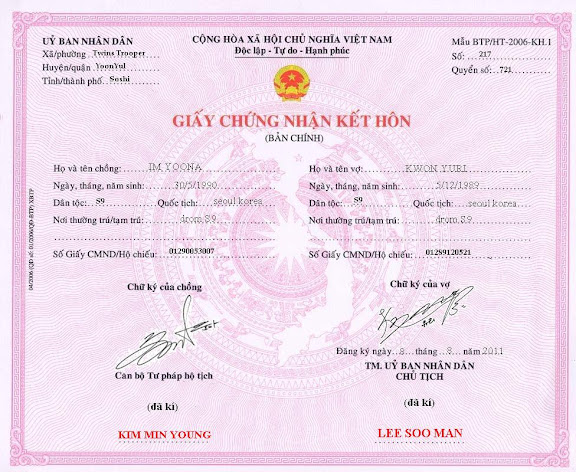 ỦY BAN NHÂN DÂN
Xã/phường : Twins Trooper
Huyện/quận YoonYul
Tỉnh/thành phố . Soshi
CỘNG HÒA XÃ HỘI CHỦ NGHĨA VIỆT NAM
Độc lập - Tự do - Hạnh phúc
Mẫu BTP/HT-2006-KH.1
Số: 217
Quyển số: 721
GIẤY CHỨNG NHẬN KẾT HÔN
(BẢN CHÍNH)
Họ và tên chồng: IM YOONA
Ngày, tháng, năm sinh: 30/5/1990
Dân tộc: S9 Quốc tịch: seoul korea
Nơi thường trú/tạm trú: drom S9
Số Giấy CMND/Hộ chiếu: 01290053007
Họ và tên vợ: KWON YURI
Ngày, tháng, năm sinh: 5/12/1989
Dân tộc: S9 Quốc tịch: seoul korea
Nơi thường trú/tạm trú: drom S9
Số Giấy CMND/Hộ chiếu: 01289120521
Chữ ký của chồng
Chữ ký của vợ
Đăng ký ngày 8 tháng 8 năm 2011
Cán bộ Tư pháp hộ tịch
TM. UỶ BAN NHÂN DÂN
CHỦ TỊCH
(đã kí)
(đã kí)
KIM MIN YOUNG
LEE SOO MAN